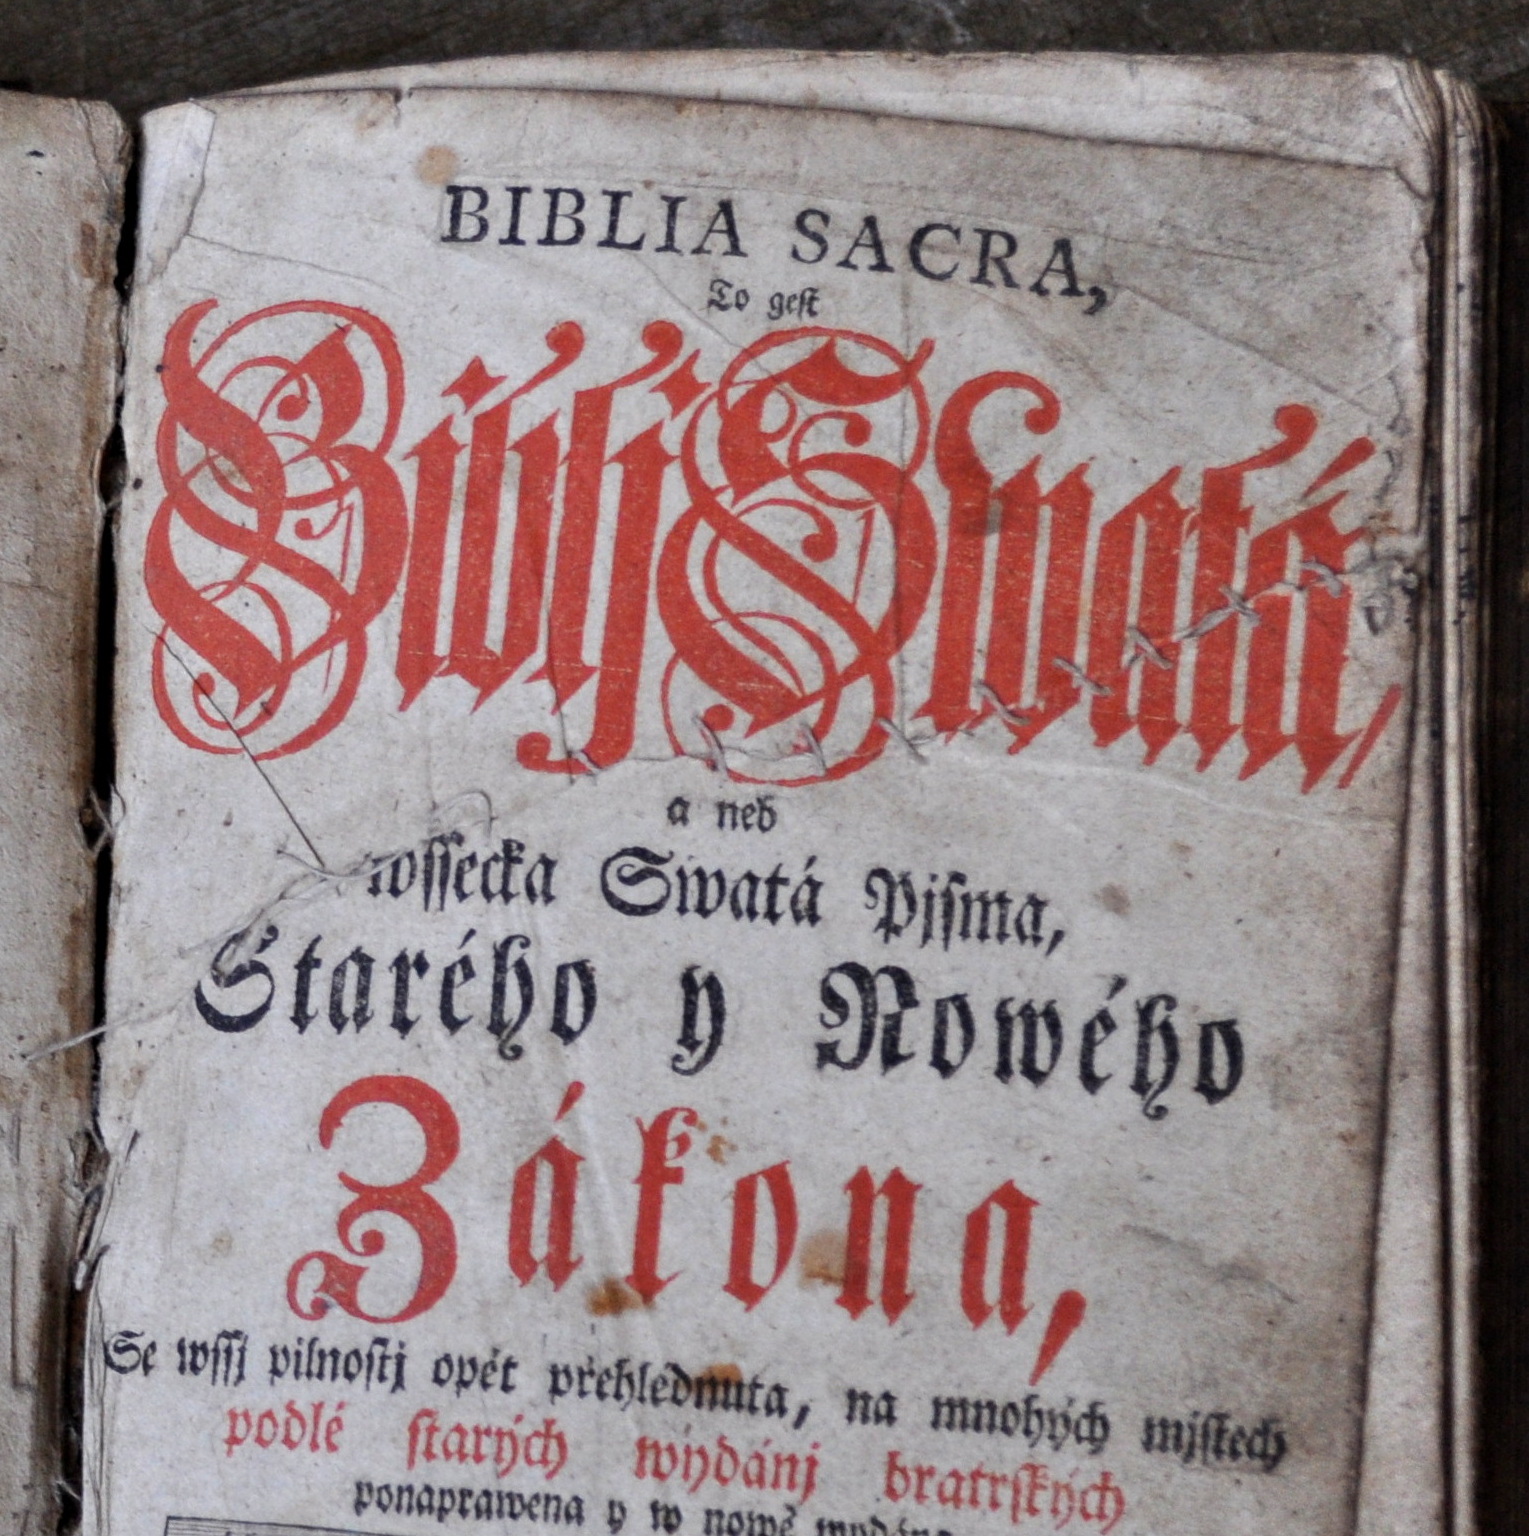 BIBLIA SACRA,
To gest
Biblj Swatá,
a neb
wssecka Swatá Pjsma,
Starého y Nowého
Zákona,
Se wssj pilnostj opět přehlédnuta, na mnohých mjstech
podlé starých wydánj bratrských
ponaprawena y w nowě wydána